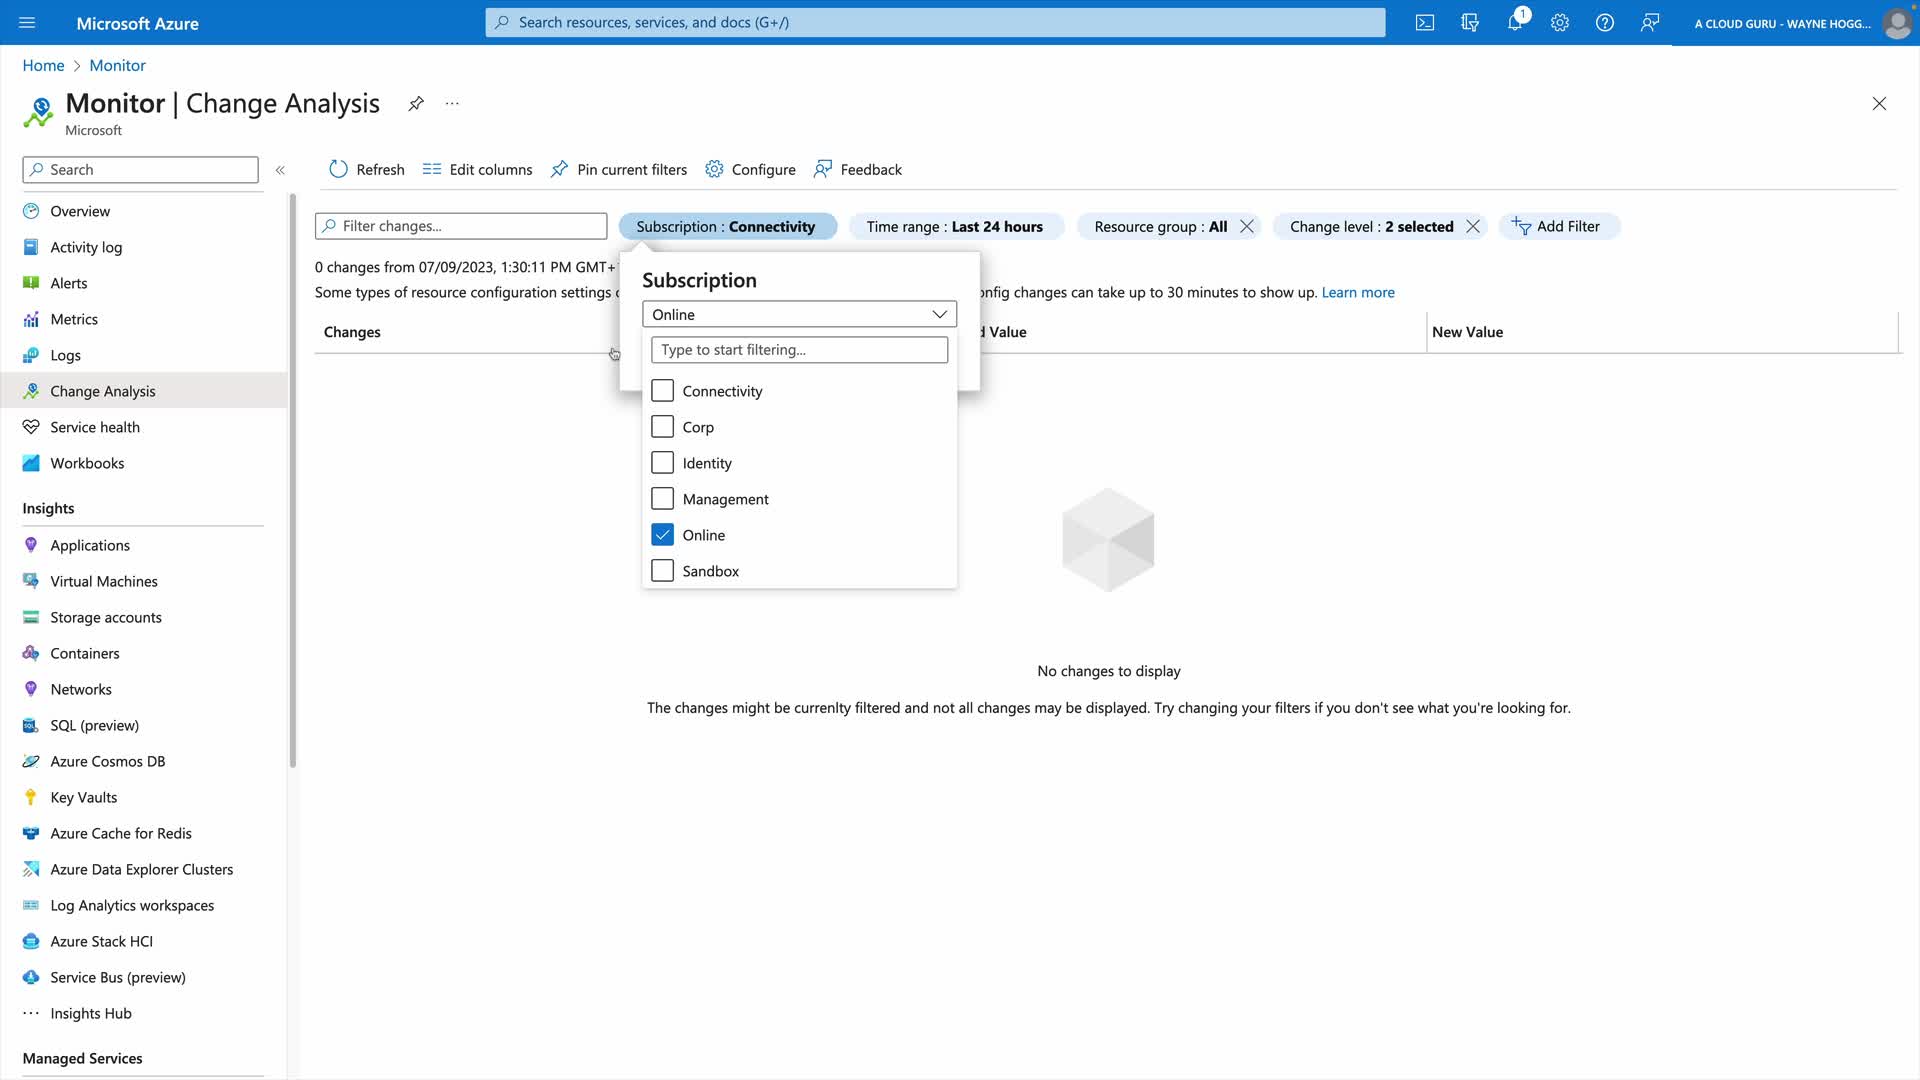 Microsoft Azure
Search resources, services, and docs (G+/)
1
A CLOUD GURU - WAYNE HOGG...
Home > Monitor
Monitor | Change Analysis
Microsoft
Search
Overview
Activity log
Alerts
Metrics
Logs
Change Analysis
Service health
Workbooks
Insights
Applications
Virtual Machines
Storage accounts
Containers
Networks
SQL (preview)
Azure Cosmos DB
Key Vaults
Azure Cache for Redis
Azure Data Explorer Clusters
Log Analytics workspaces
Azure Stack HCI
Service Bus (preview)
Insights Hub
Managed Services
Refresh
Edit columns
Pin current filters
Configure
Feedback
Filter changes...
Subscription : Connectivity
Time range : Last 24 hours
Resource group : All
Change level : 2 selected
Add Filter
0 changes from 07/09/2023, 1:30:11 PM GMT+
Some types of resource configuration settings
config changes can take up to 30 minutes to show up. Learn more
Changes
Value
New Value
Subscription
Online
Type to start filtering...
Connectivity
Corp
Identity
Management
Online
Sandbox
No changes to display
The changes might be currenlty filtered and not all changes may be displayed. Try changing your filters if you don't see what you're looking for.